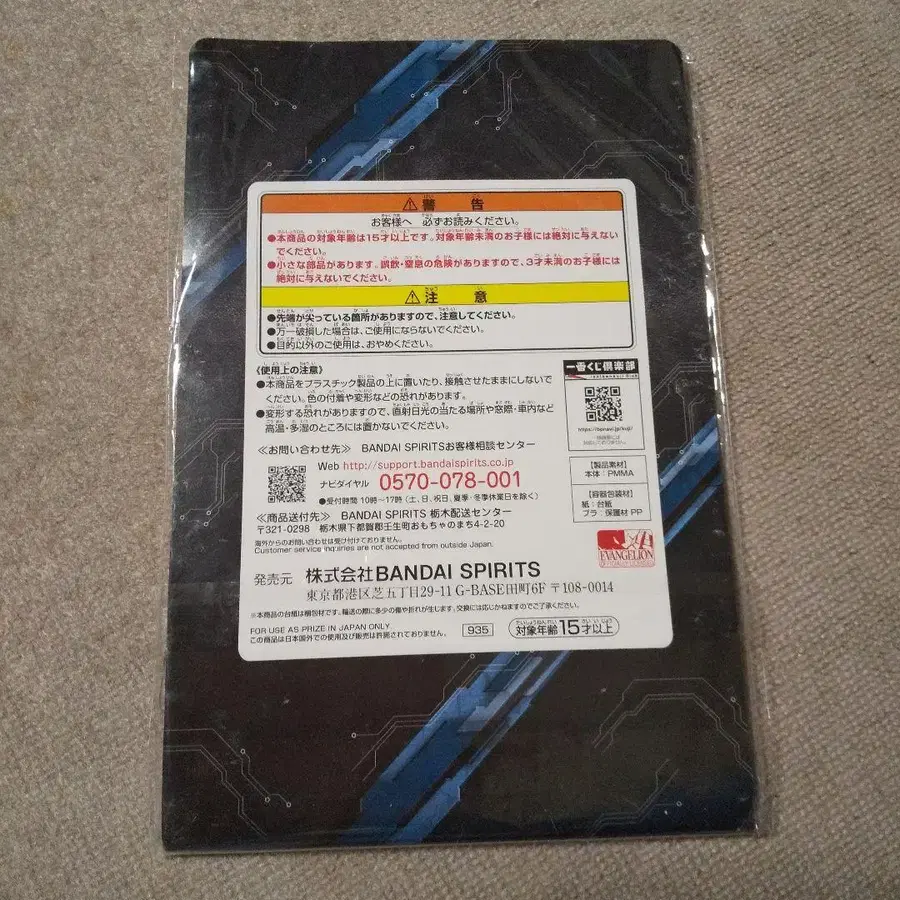 ⚠警告
お客様へ 必ずお読みください。
●本商品の対象年齢は15才以上です。対象年齢未満のお子様には絶対に与えない
でください。
●小さな部品があります。誤飲・窒息の危険がありますので、3才未満のお子様には
絶対に与えないでください。
⚠注意
●先端が尖っている箇所がありますので、注意してください。
●万一破損した場合は、ご使用にならないでください。
●目的以外のご使用は、おやめください。
《使用上の注意》
●本商品をプラスチック製品の上に置いたり、接触させたままにしない
ください。色の付着や変形などの恐れがあります。
●変形する恐れがありますので、直射日光の当たる場所や窓際・車内など
高温・多湿のところには置かないでください。
≪お問い合わせ先≫ BANDAI SPIRITSお客様相談センター
Web http://support.bandaispirits.co.jp
ナビダイヤル 0570-078-001
●受付時間 10時〜17時(土、日、祝日、夏季・冬季休業日を除く)
≪商品送付先≫ BANDAI SPIRITS 栃木配送センター
〒321-0298 栃木県下都賀郡壬生町おもちゃのまち4-2-20
海外からのお問い合わせは受け付けておりません。
Customer service inquiries are not accepted from outside Japan.
一番くじ倶楽部
https://bpnavi.jp/kuji/
【製品素材】
本体：PMMA
【容器包装材】
紙：台紙
プラ：保護材 PP
EVANGELION
発売元 株式会社BANDAI SPIRITS
東京都港区芝五丁目29-11 G-BASE田町6F 〒108-0014
※本商品の台紙は梱包材です。輸送の際に多少の傷や折れが生じます。交換には応じかねますのでご了承ください。
FOR USE AS PRIZE IN JAPAN ONLY
この商品は日本国外での使用及び販売は許諾されておりません。
935
対象年齢15才以上